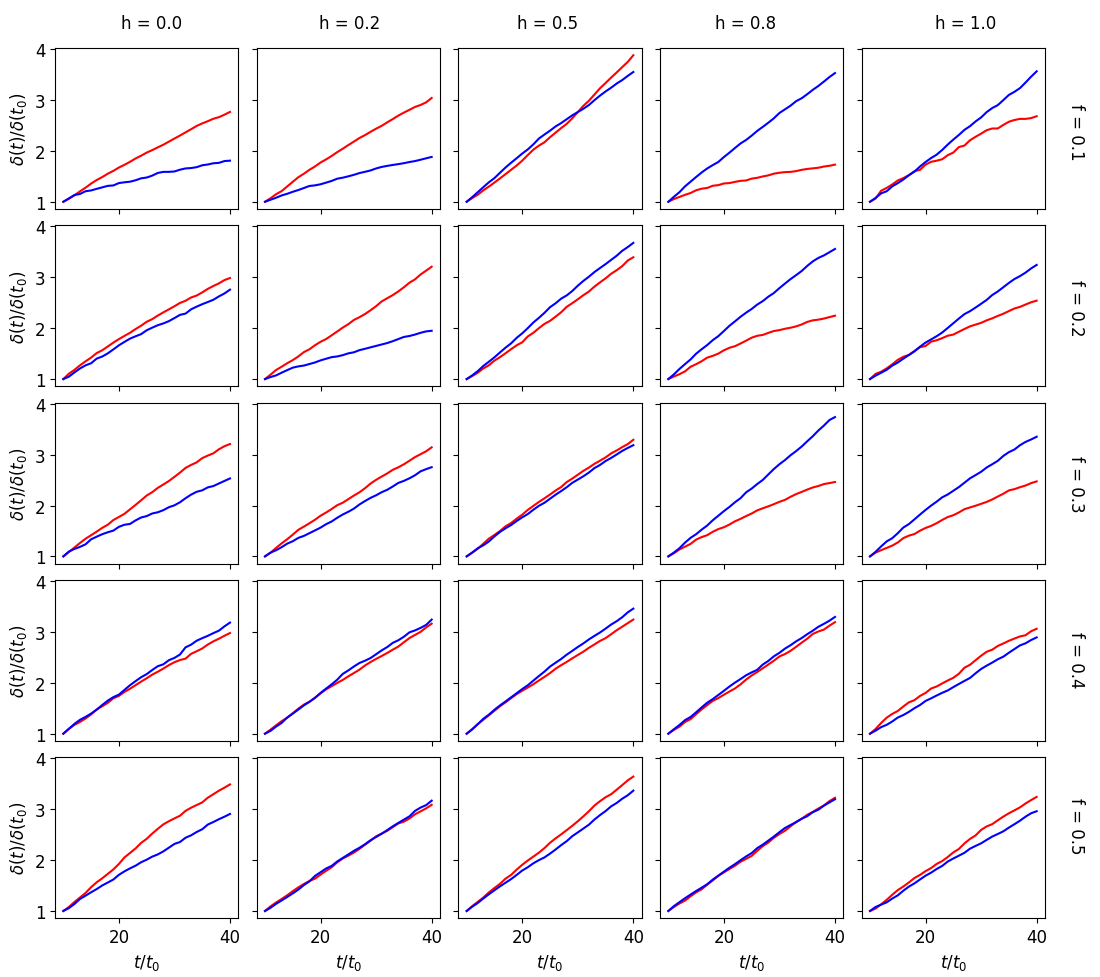 h = 0.0 h = 0.2 h = 0.5 h = 0.8 h = 1.0
4
3
2
1
δ(t)/δ(t₀)
f = 0.1
4
3
2
1
δ(t)/δ(t₀)
f = 0.2
4
3
2
1
δ(t)/δ(t₀)
f = 0.3
4
3
2
1
δ(t)/δ(t₀)
f = 0.4
4
3
2
1
δ(t)/δ(t₀)
f = 0.5
20 40 20 40 20 40 20 40 20 40
t/t₀ t/t₀ t/t₀ t/t₀ t/t₀